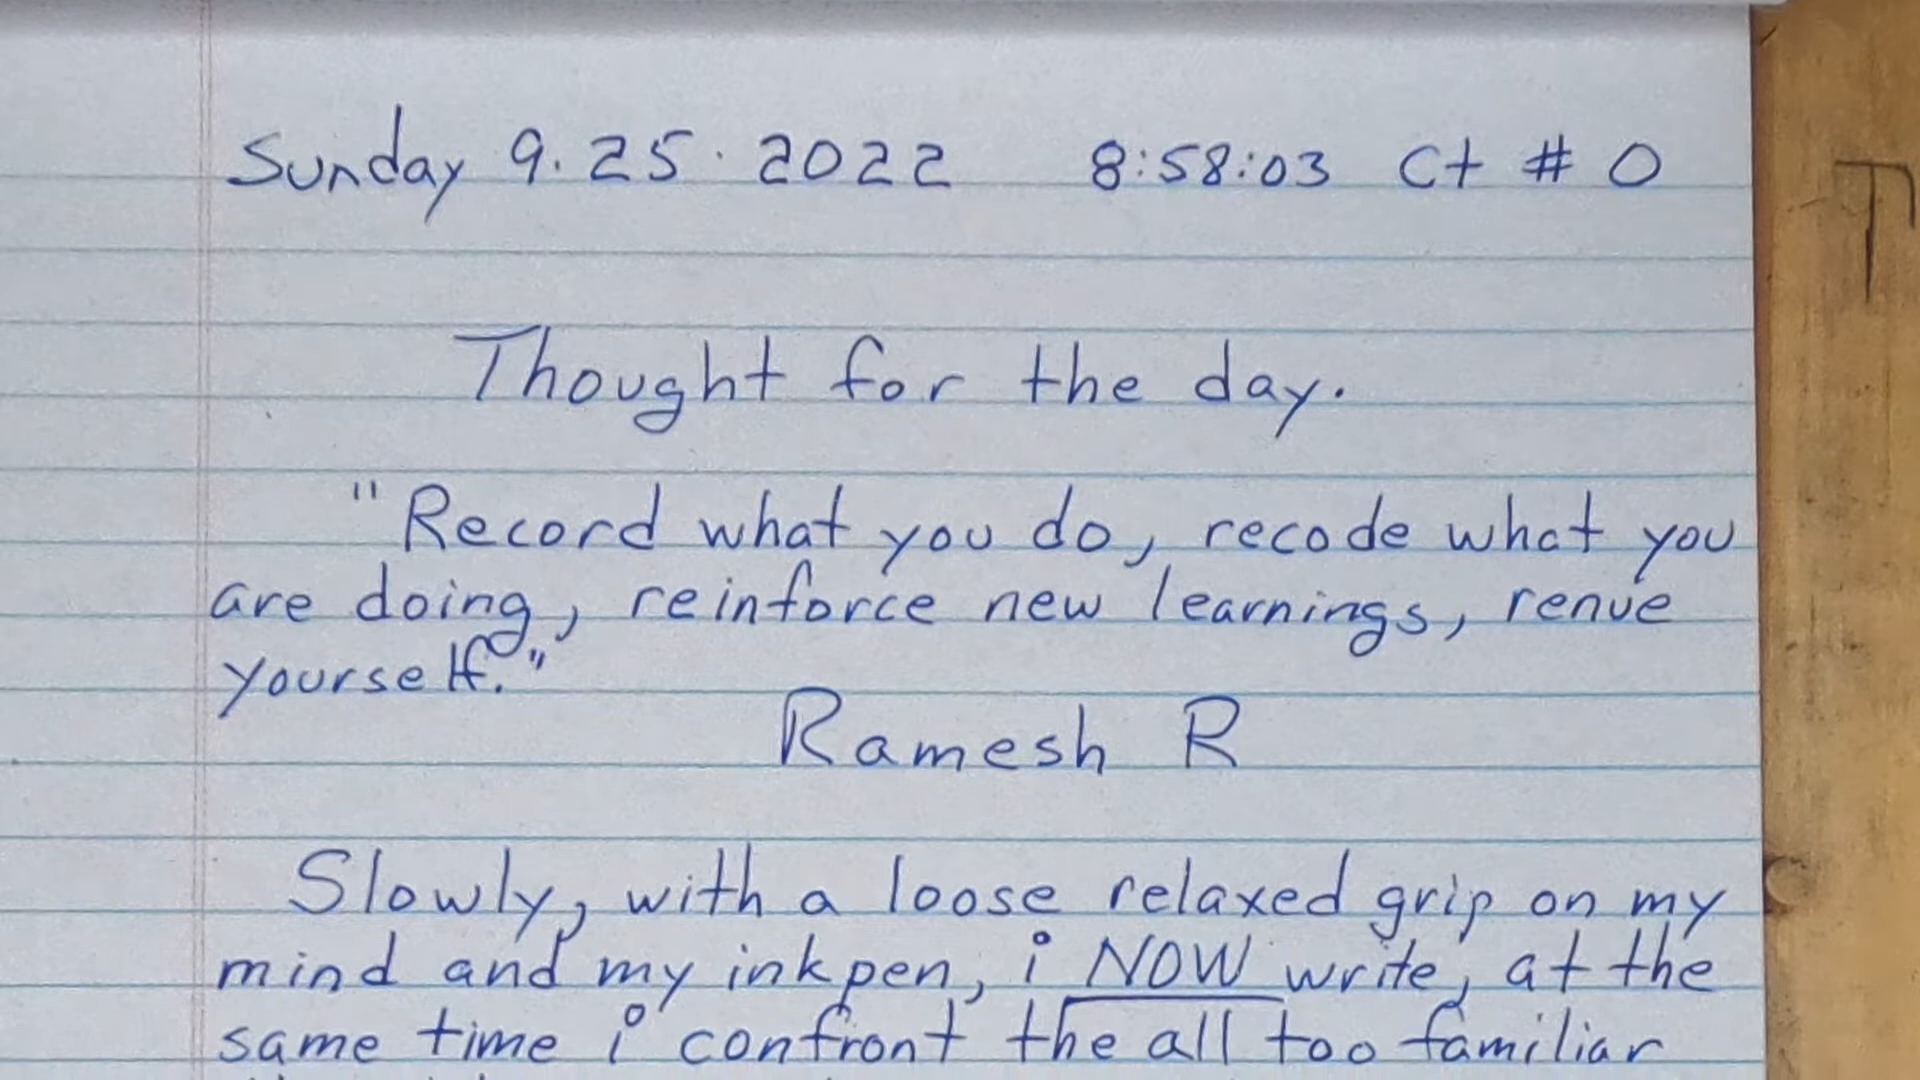 Sunday 9.25.2022 8:58:03 Ct # 0
Thought for the day.
"Record what you do, recode what you
are doing, reinforce new learnings, renue
yourself."
Ramesh R
Slowly, with a loose relaxed grip on my
mind and my inkpen, i NOW write, at the
same time i confront the all too familiar